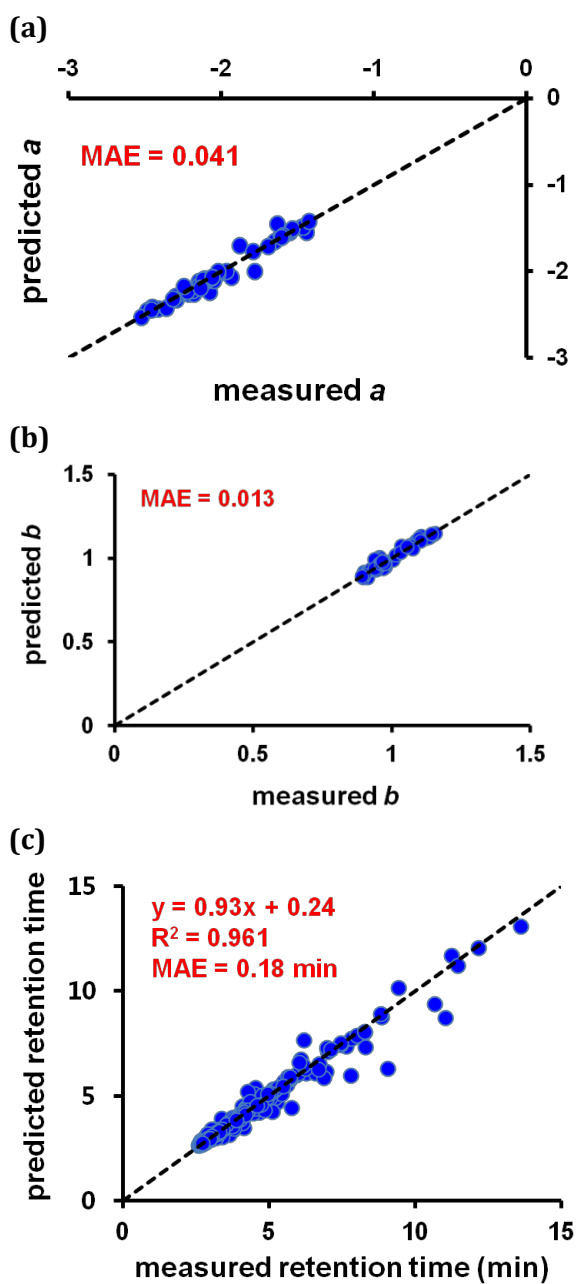 (a)
-3 -2 -1 0
0
MAE = 0.041
-1
predicted a
-2
-3
measured a
(b)
1.5
MAE = 0.013
predicted b
1
0.5
0
0 0.5 1 1.5
measured b
(c)
15
y = 0.93x + 0.24
R² = 0.961
MAE = 0.18 min
10
predicted retention time
5
0
0 5 10 15
measured retention time (min)